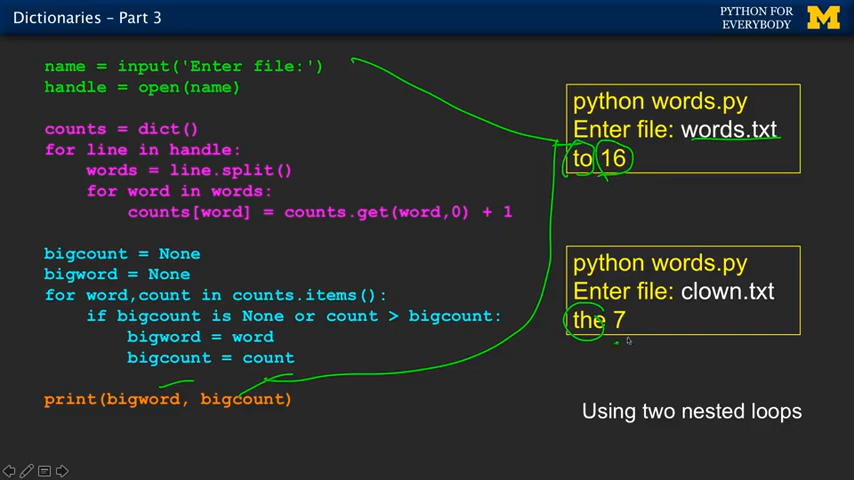 Dictionaries - Part 3
PYTHON FOR
EVERYBODY
M
name = input('Enter file:')
handle = open(name)
counts = dict()
for line in handle:
    words = line.split()
    for word in words:
        counts[word] = counts.get(word,0) + 1
bigcount = None
bigword = None
for word,count in counts.items():
    if bigcount is None or count > bigcount:
        bigword = word
        bigcount = count
print(bigword, bigcount)
python words.py
Enter file: words.txt
to 16
python words.py
Enter file: clown.txt
the 7
Using two nested loops